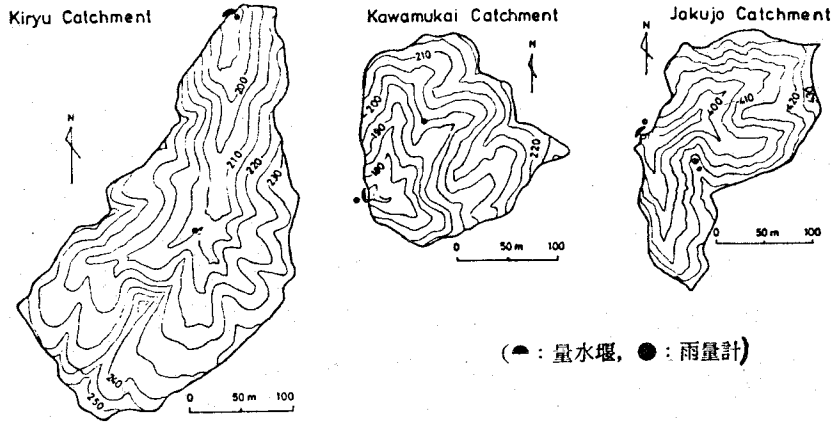 Kiryu Catchment
N
200
210
220
230
240
250
0 50 m 100
Kawamukai Catchment
N
210
200
190
180
220
0 50 m 100
Jakujo Catchment
N
400
410
420
430
0 50 m 100
(◓ : 量水堰, ● : 雨量計)